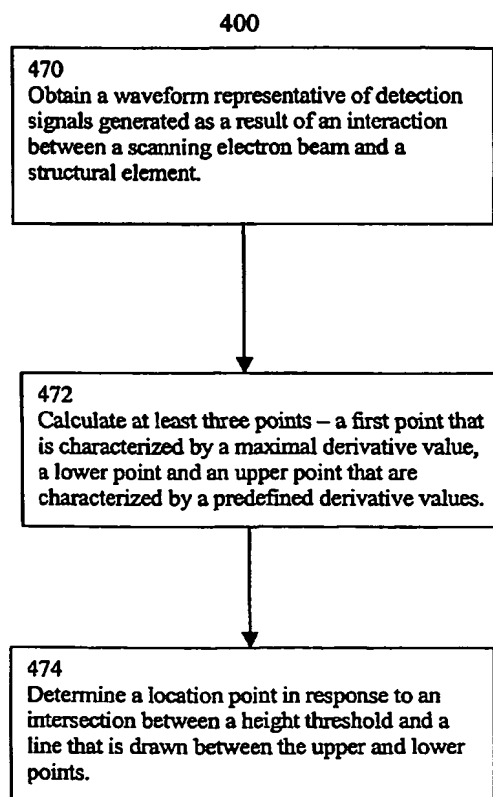 400
470
Obtain a waveform representative of detection
signals generated as a result of an interaction
between a scanning electron beam and a
structural element.
472
Calculate at least three points – a first point that
is characterized by a maximal derivative value,
a lower point and an upper point that are
characterized by a predefined derivative values.
474
Determine a location point in response to an
intersection between a height threshold and a
line that is drawn between the upper and lower
points.